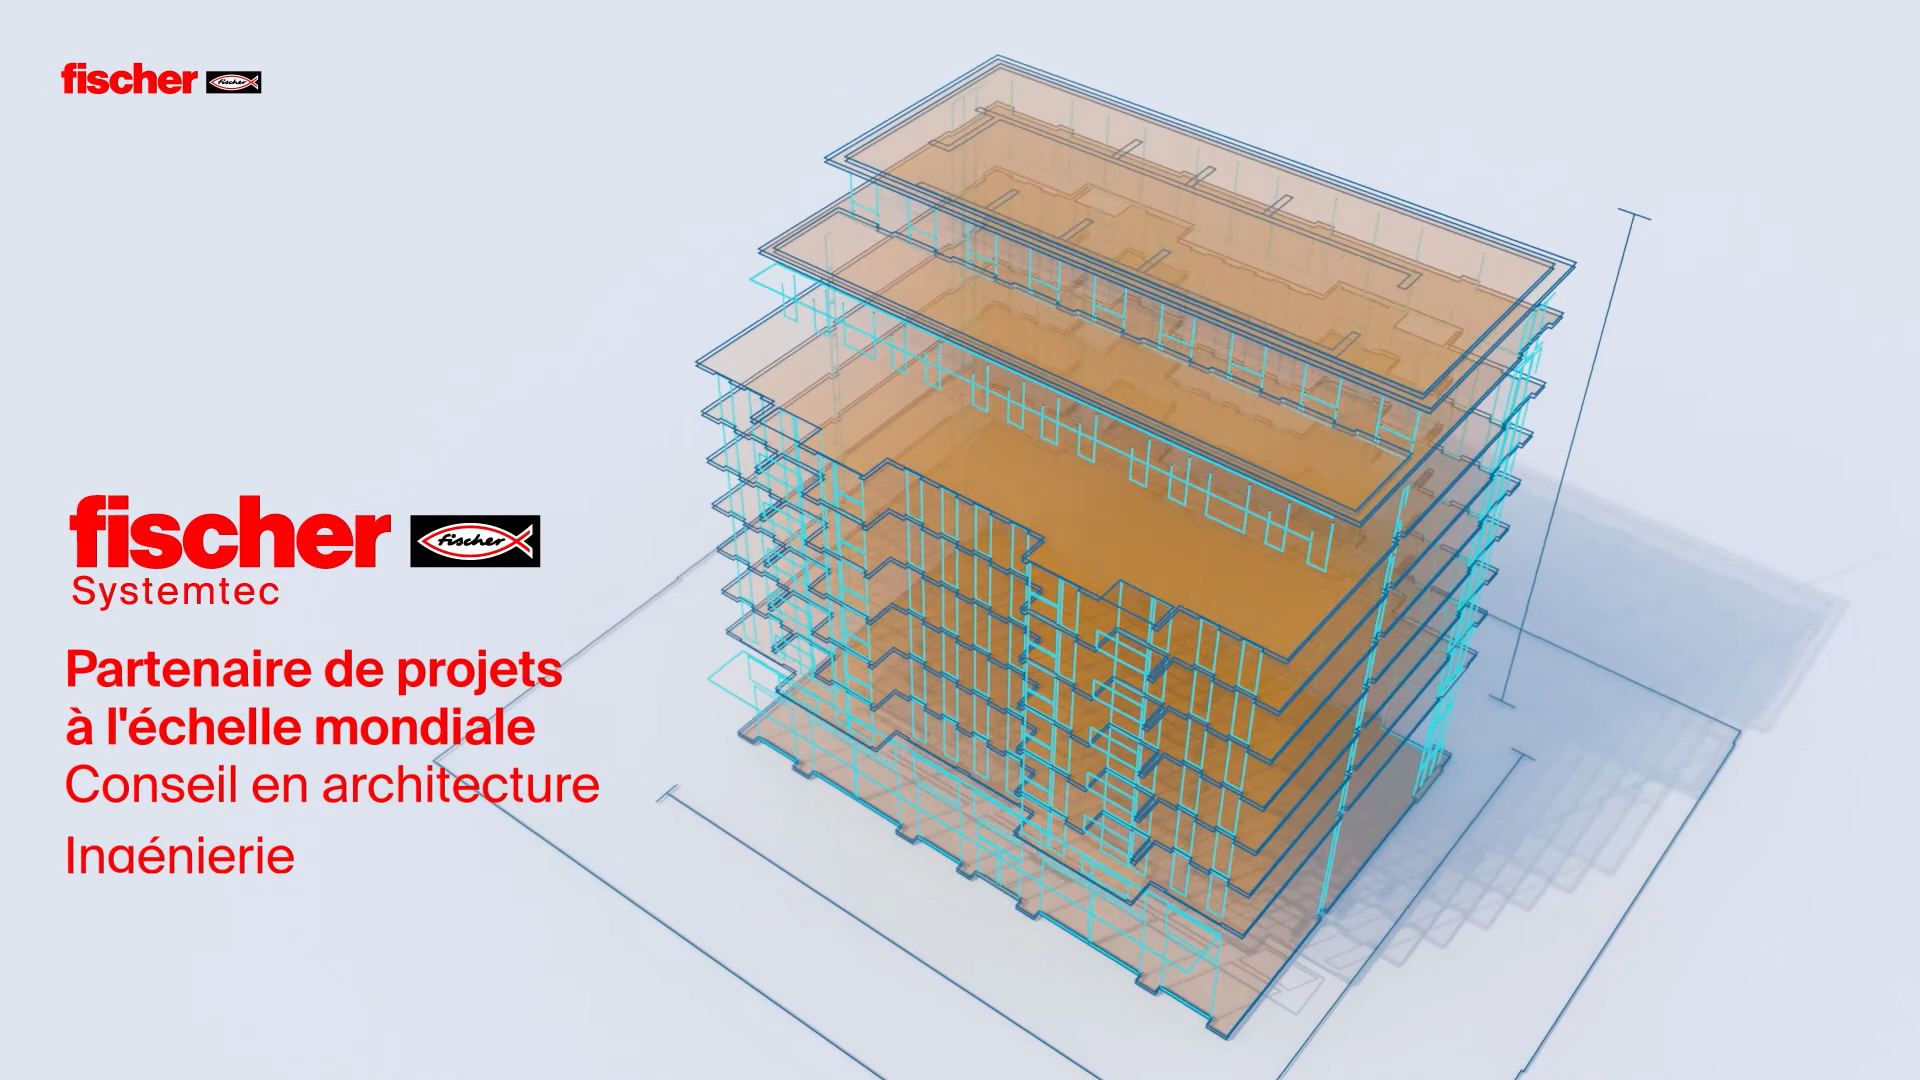 fischer fischer
fischer fischer
Systemtec
Partenaire de projets
à l'échelle mondiale
Conseil en architecture
Ingénierie